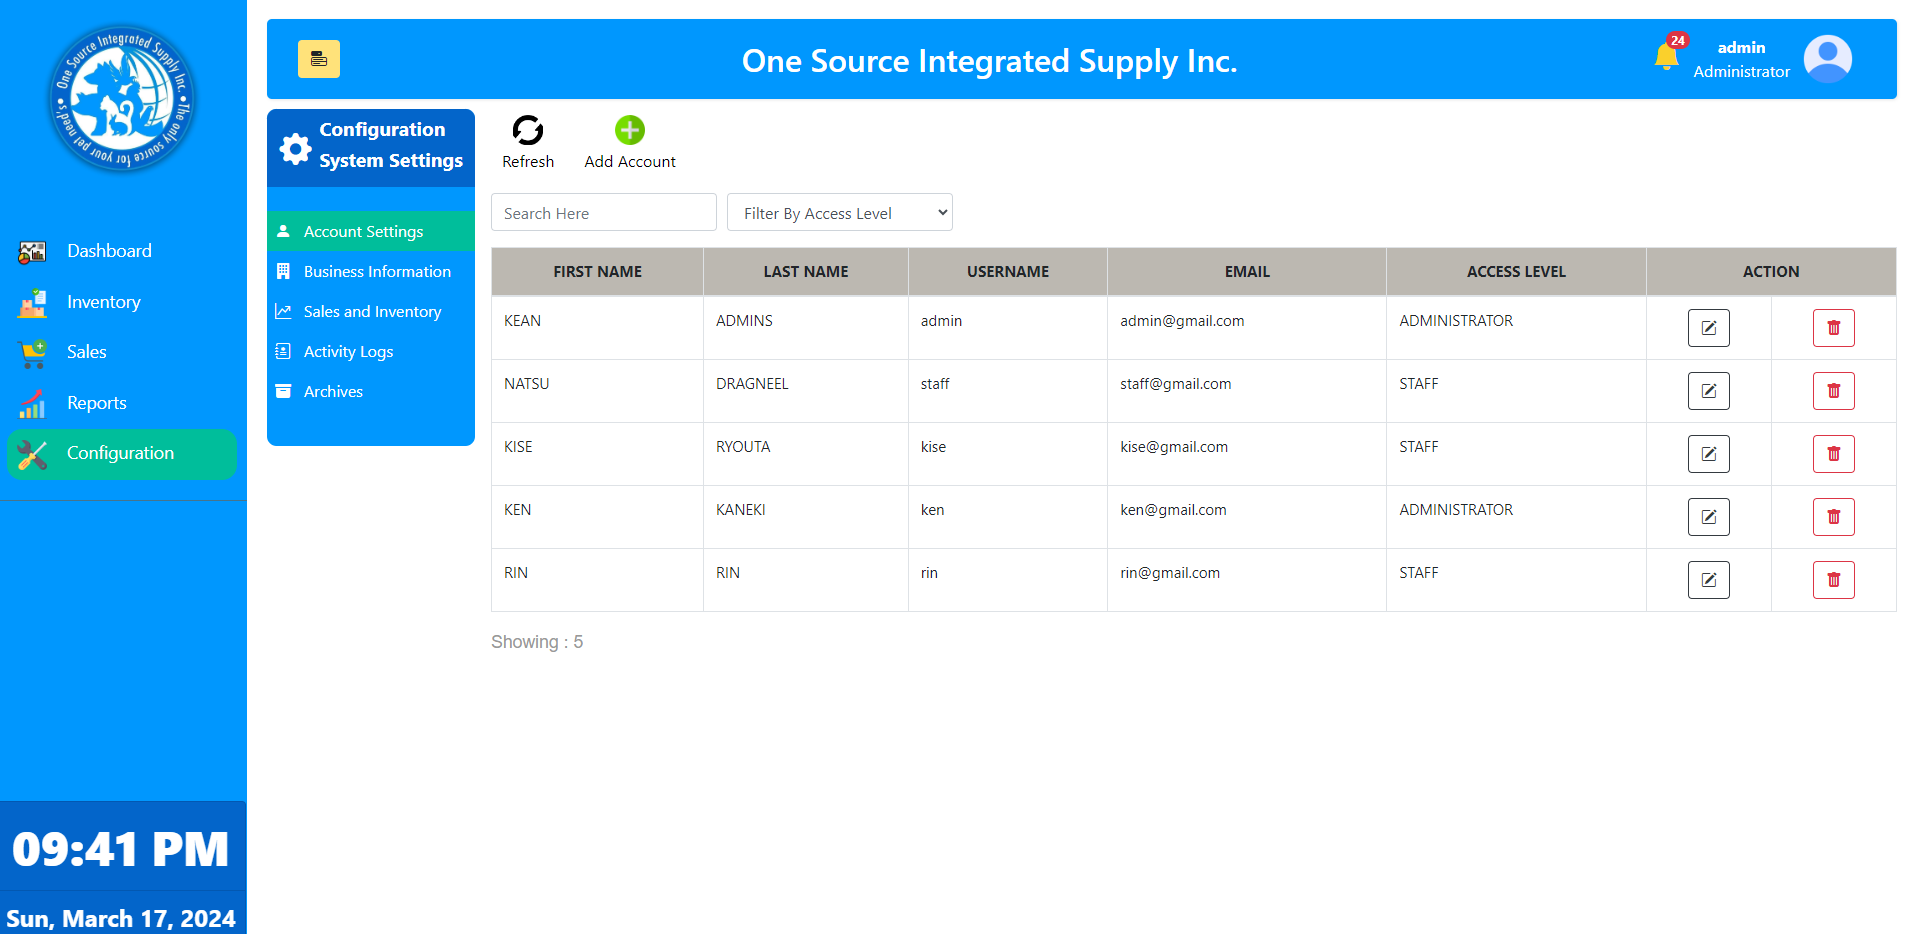 One Source Integrated Supply Inc.
The only source for your pet need's
Dashboard
Inventory
Sales
Reports
Configuration
09:41 PM
Sun, March 17, 2024
One Source Integrated Supply Inc.
24
admin
Administrator
Configuration
System Settings
Account Settings
Business Information
Sales and Inventory
Activity Logs
Archives
Refresh
Add Account
Search Here
Filter By Access Level
FIRST NAME LAST NAME USERNAME EMAIL ACCESS LEVEL ACTION
KEAN ADMINS admin admin@gmail.com ADMINISTRATOR
NATSU DRAGNEEL staff staff@gmail.com STAFF
KISE RYOUTA kise kise@gmail.com STAFF
KEN KANEKI ken ken@gmail.com ADMINISTRATOR
RIN RIN rin rin@gmail.com STAFF
Showing : 5